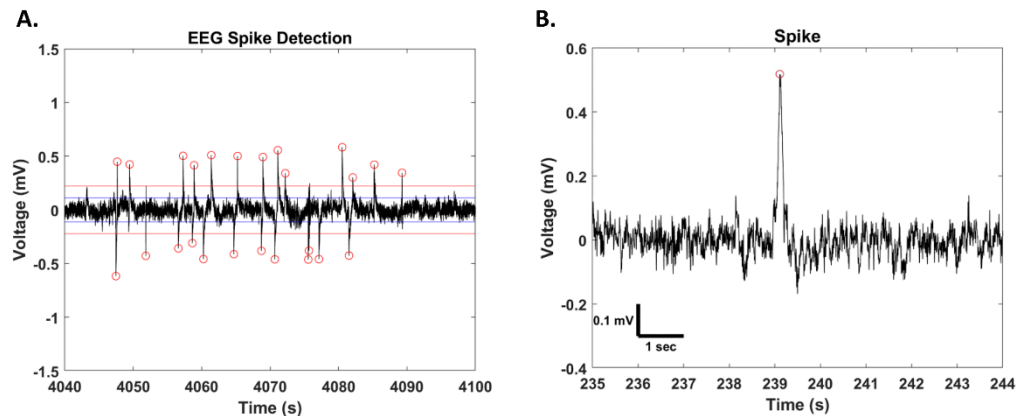 A.
EEG Spike Detection
1.5
1
0.5
0
-0.5
-1
-1.5
Voltage (mV)
4040 4050 4060 4070 4080 4090 4100
Time (s)
B.
Spike
0.6
0.4
0.2
0
-0.2
-0.4
Voltage (mV)
0.1 mV
1 sec
235 236 237 238 239 240 241 242 243 244
Time (s)